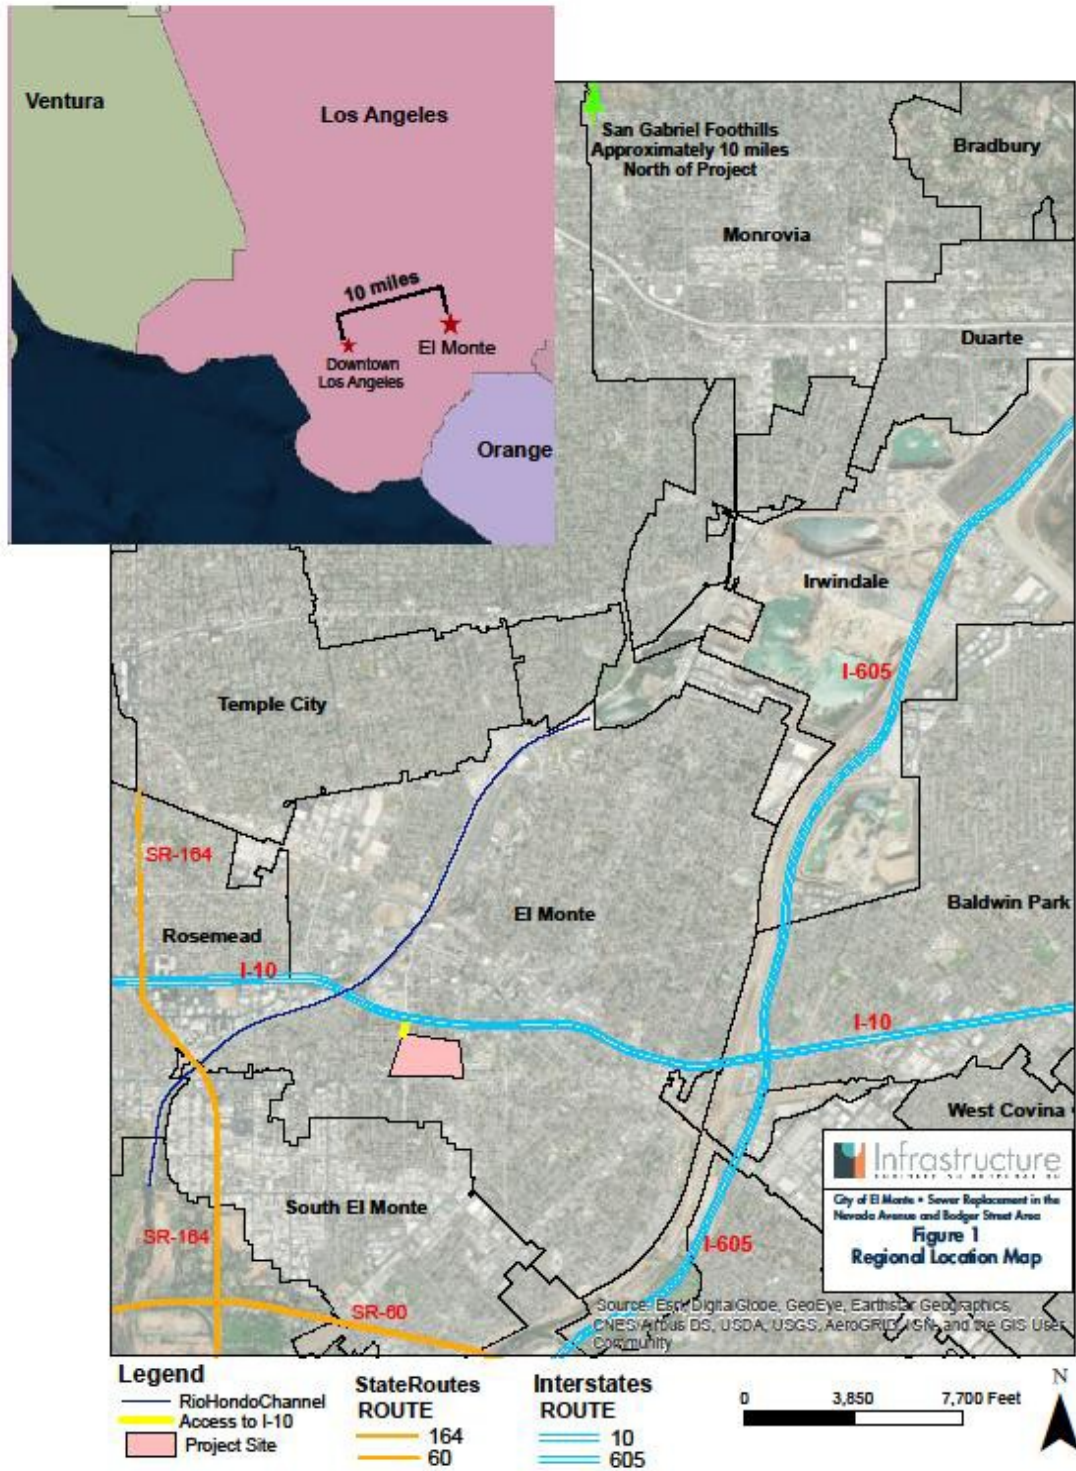 Ventura
Los Angeles
10 miles
El Monte
Downtown
Los Angeles
Orange
San Gabriel Foothills
Approximately 10 miles
North of Project
Bradbury
Monrovia
Duarte
Irwindale
I-605
Temple City
SR-164
El Monte
Baldwin Park
Rosemead
I-10
I-10
West Covina
South El Monte
SR-164
I-605
SR-60
Infrastructure
City of El Monte • Sewer Replacement in the
Nevada Avenue and Bodger Street Area
Figure 1
Regional Location Map
Source: Esri, DigitalGlobe, GeoEye, Earthstar Geographics,
CNES/Airbus DS, USDA, USGS, AeroGRID, IGN, and the GIS User
Community
Legend
RioHondoChannel
Access to I-10
Project Site
StateRoutes
ROUTE
164
60
Interstates
ROUTE
10
605
0 3,850 7,700 Feet
N